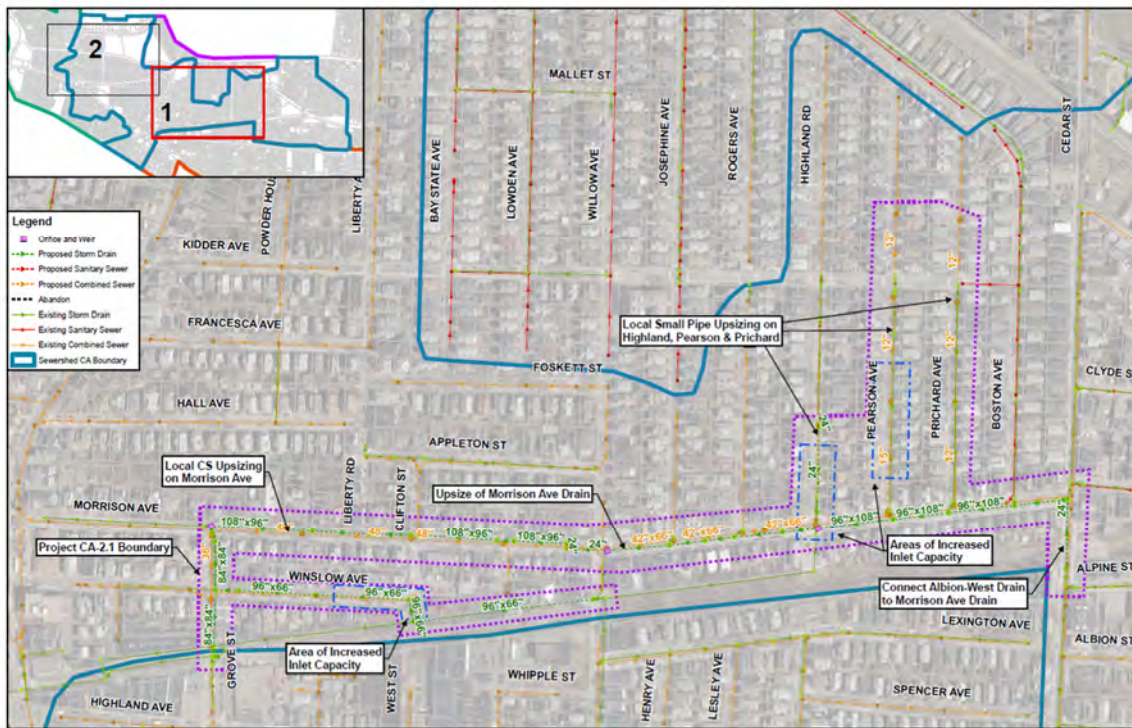 2
1
MALLET ST
BAY STATE AVE
LOWDEN AVE
WILLOW AVE
JOSEPHINE AVE
ROGERS AVE
HIGHLAND RD
CEDAR ST
LIBERTY A
POWDER HOU
KIDDER AVE
FRANCESCA AVE
HALL AVE
Legend
Orifice and Weir
Proposed Storm Drain
Proposed Sanitary Sewer
Proposed Combined Sewer
Abandon
Existing Storm Drain
Existing Sanitary Sewer
Existing Combined Sewer
Sewershed CA Boundary
12"
12"
Local Small Pipe Upsizing on
Highland, Pearson & Prichard
12"
12"
FOSKETT ST
PEARSON AVE
PRICHARD AVE
BOSTON AVE
CLYDE S
24"
APPLETON ST
15"
12"
24"
Local CS Upsizing
on Morrison Ave
LIBERTY RD
CLIFTON ST
Upsize of Morrison Ave Drain
MORRISON AVE
108"x96"
48"
48"
108"x96"
108"x96"
24"
24"
42"x66"
42"x66"
42"x66"
96"x108"
96"x108"
96"x108"
24"
Project CA-2.1 Boundary
36"
84"x84"
WINSLOW AVE
96"x66"
96"x66"
96"x66"
96"x66"
84"x84"
Areas of Increased
Inlet Capacity
Connect Albion-West Drain
to Morrison Ave Drain
ALPINE ST
LEXINGTON AVE
ALBION ST
Area of Increased
Inlet Capacity
GROVE ST
WEST ST
WHIPPLE ST
HENRY AVE
LESLEY AVE
SPENCER AVE
HIGHLAND AVE